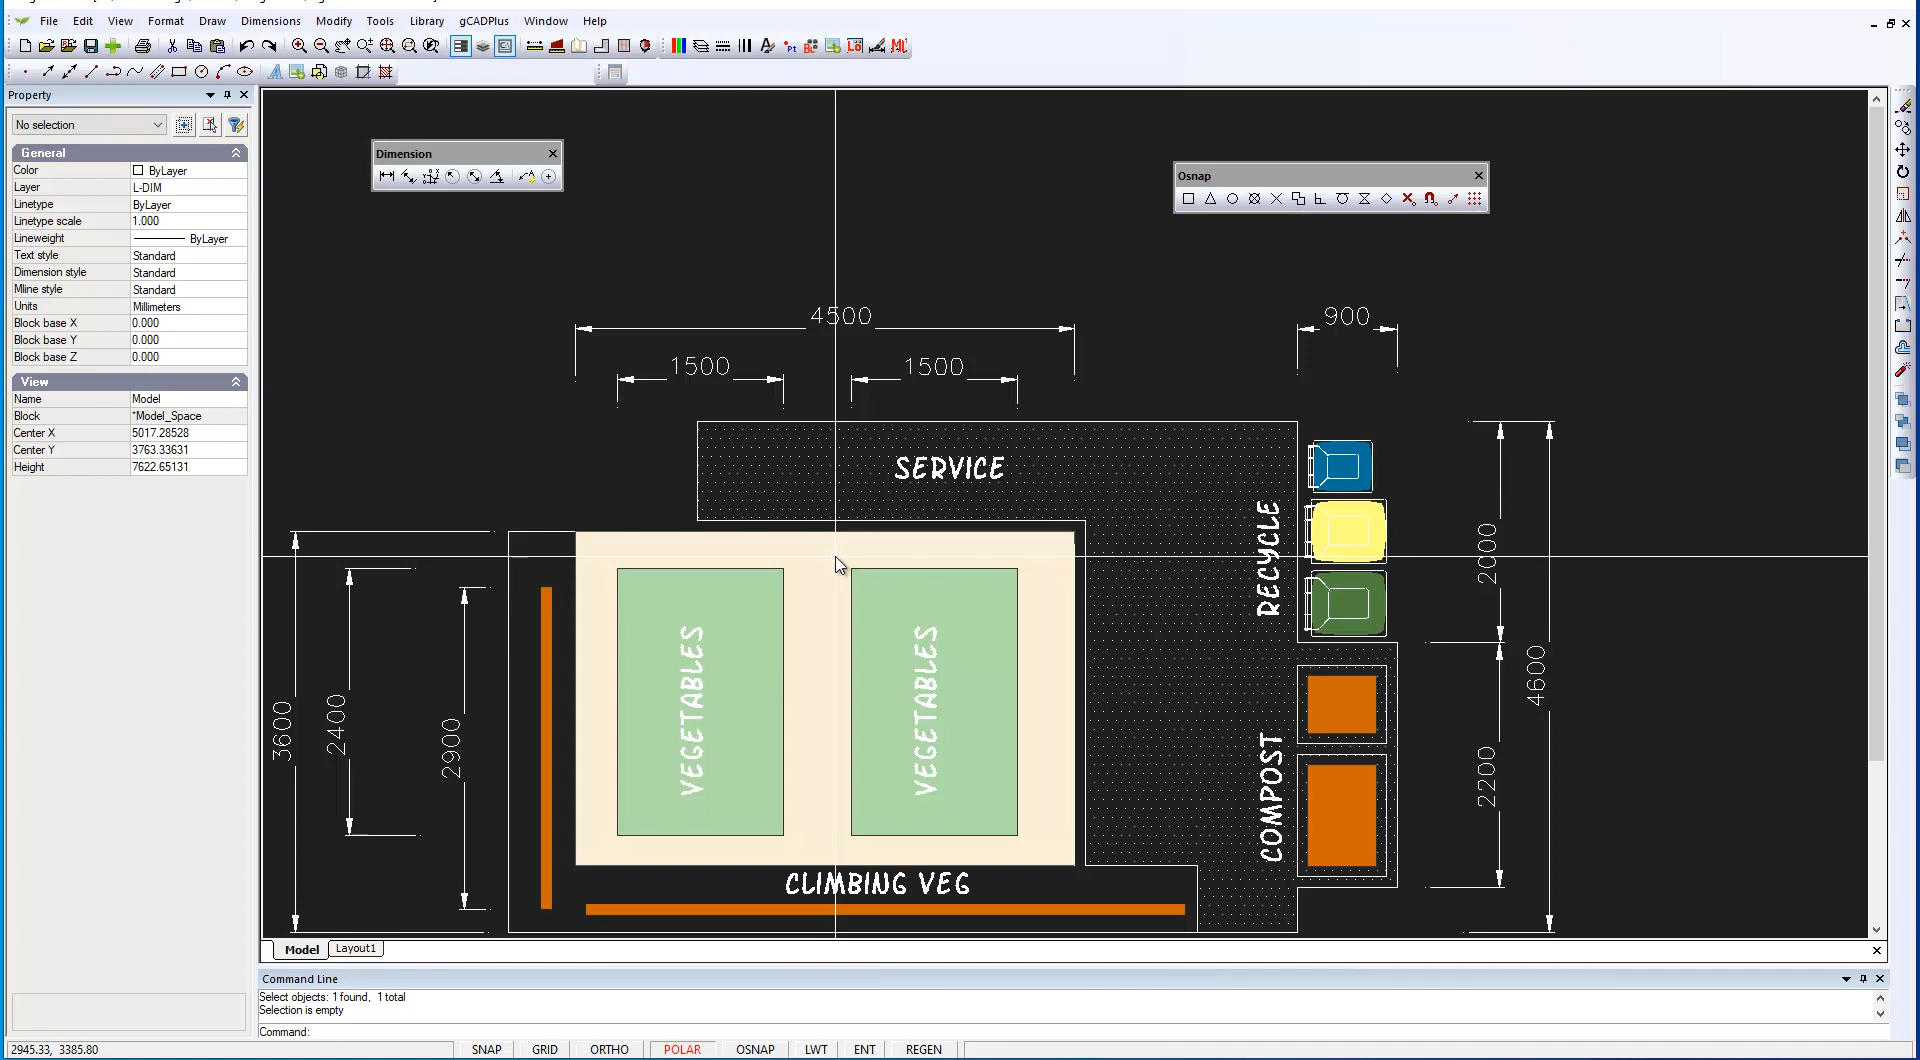 File Edit View Format Draw Dimensions Modify Tools Library gCADPlus Window Help
Property
No selection
General
Color ByLayer
Layer L-DIM
Linetype ByLayer
Linetype scale 1.000
Lineweight ByLayer
Text style Standard
Dimension style Standard
Mline style Standard
Units Millimeters
Block base X 0.000
Block base Y 0.000
Block base Z 0.000
View
Name Model
Block *Model_Space
Center X 5017.28528
Center Y 3763.33631
Height 7622.65131
Dimension
Osnap
4500
900
1500
1500
SERVICE
RECYCLE
2000
VEGETABLES
VEGETABLES
3600
2400
2900
4600
COMPOST
2200
CLIMBING VEG
Model Layout1
Command Line
Select objects: 1 found, 1 total
Selection is empty
Command:
2945.33, 3385.80
SNAP GRID ORTHO POLAR OSNAP LWT ENT REGEN